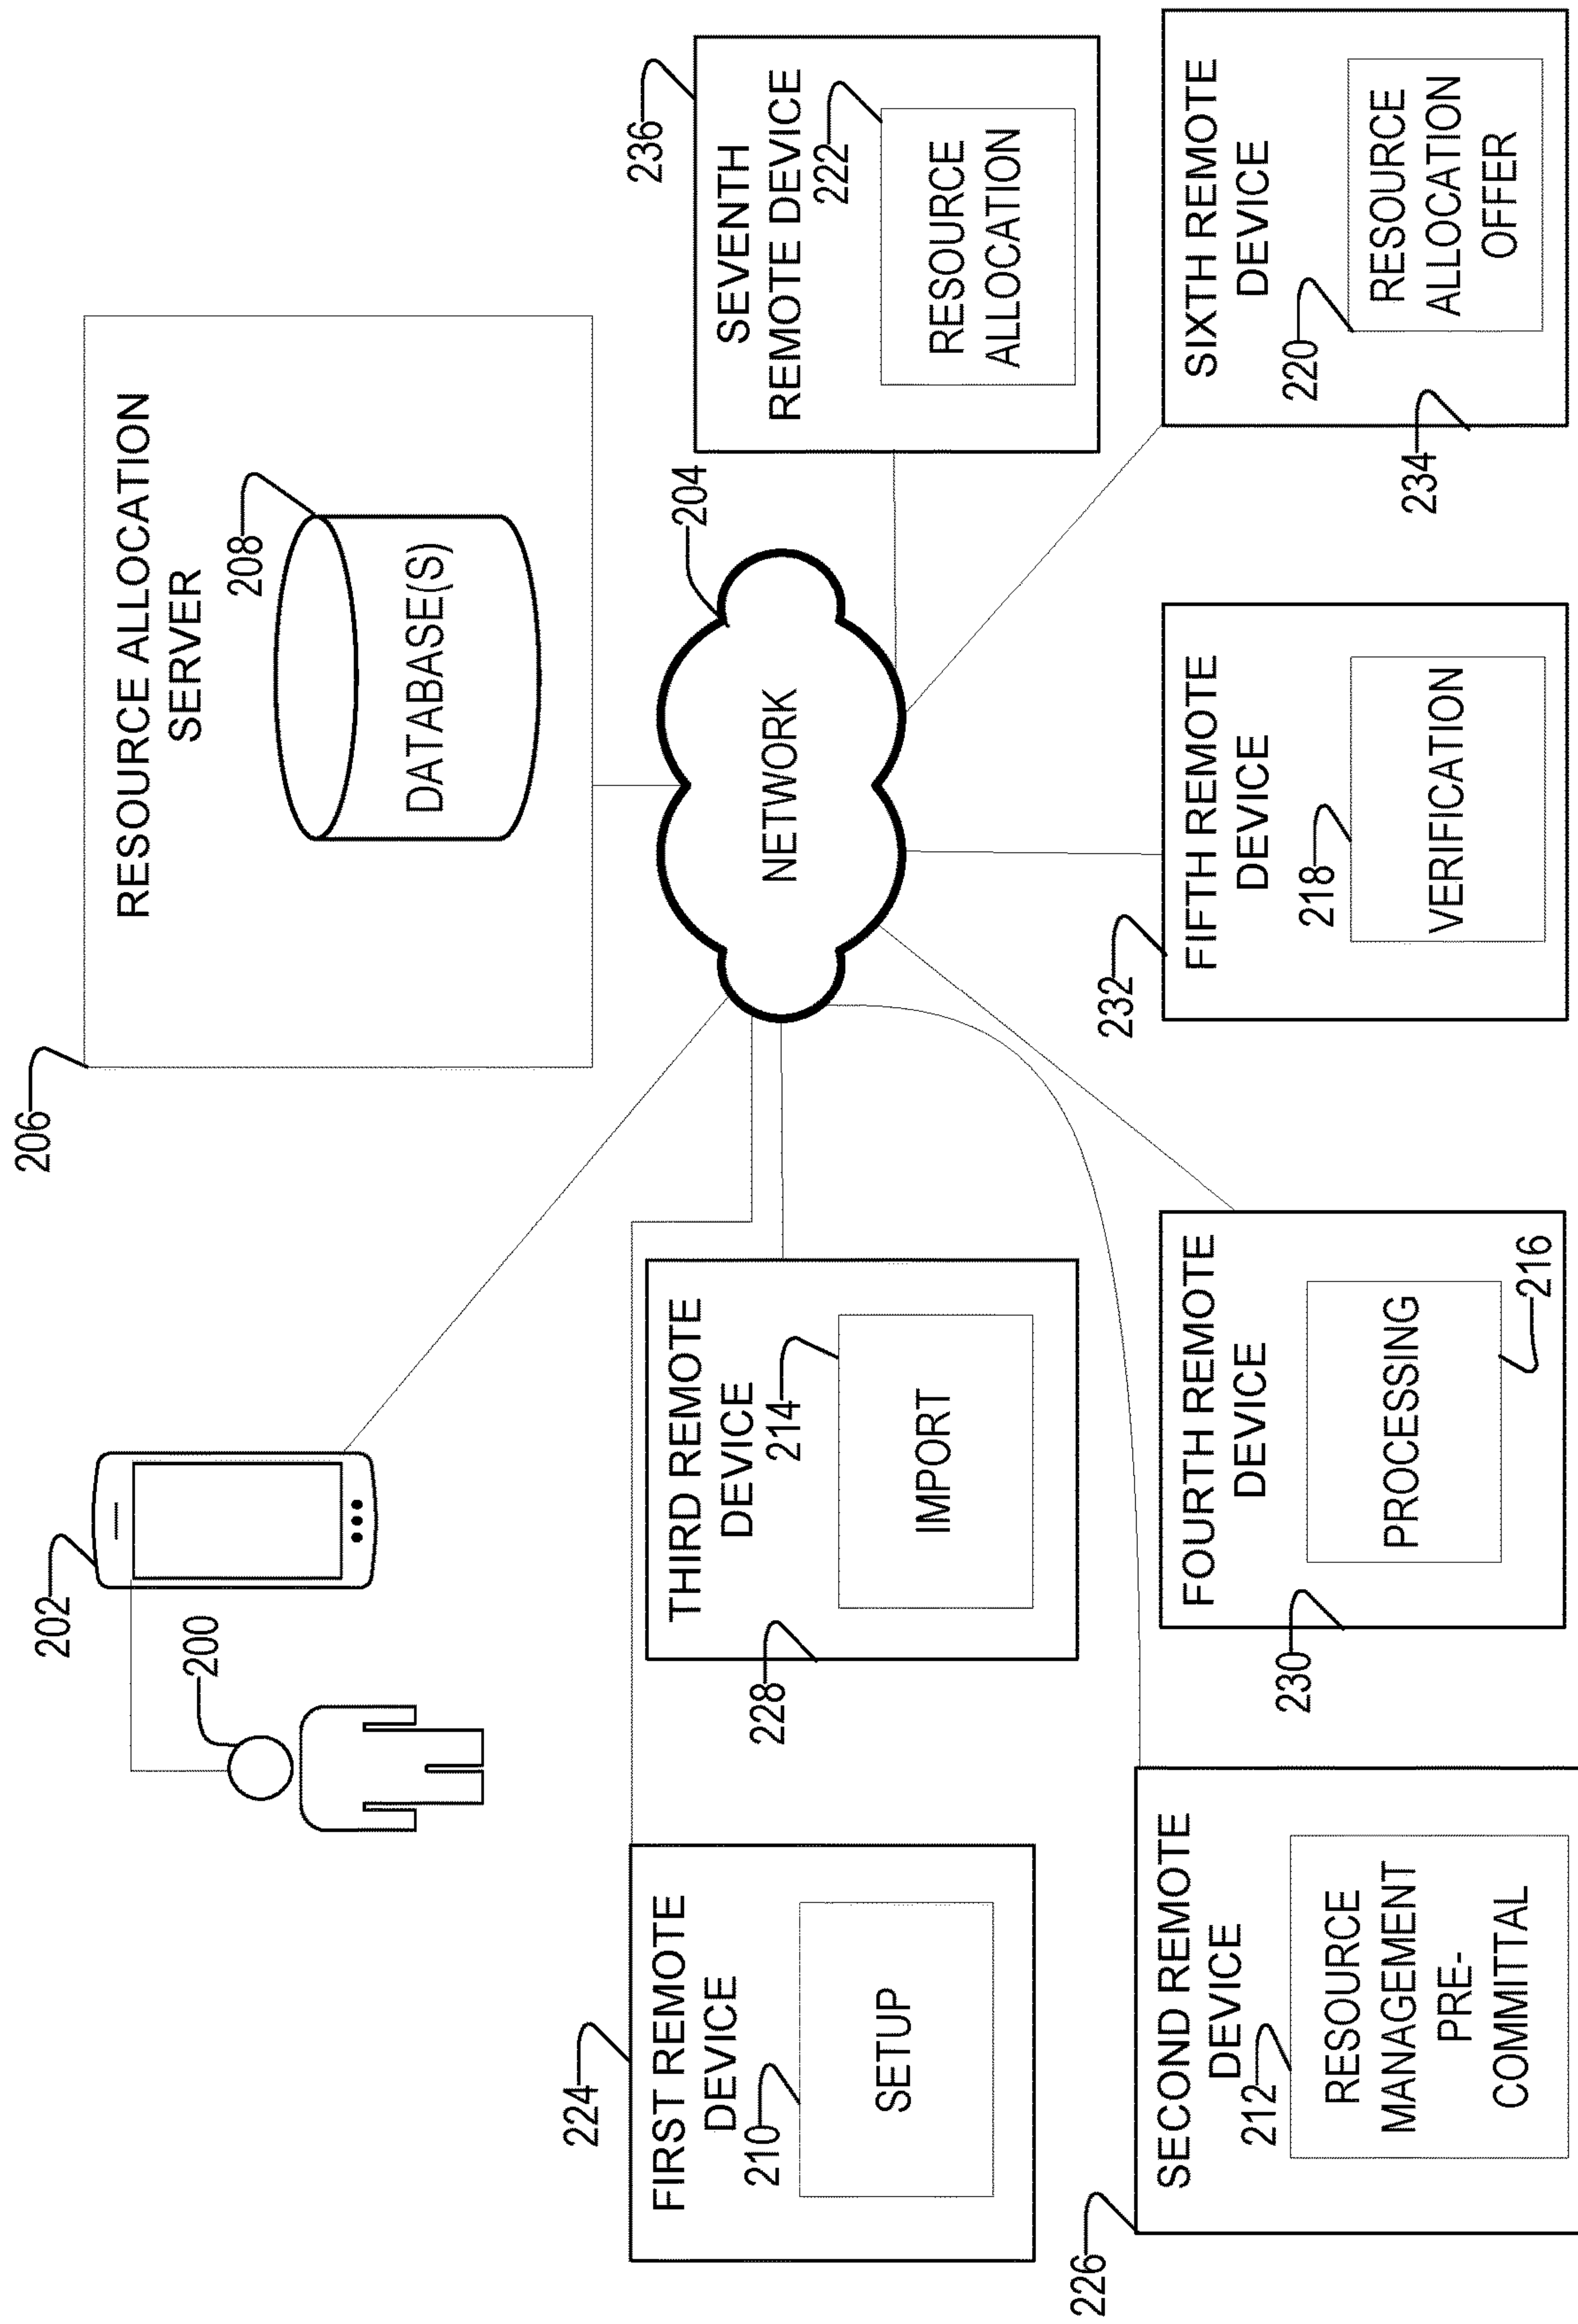 206
RESOURCE ALLOCATION
SERVER
208
DATABASE(S)
202
200
204
NETWORK
224
FIRST REMOTE
DEVICE
210
SETUP
THIRD REMOTE
DEVICE
214
IMPORT
228
236
SEVENTH
REMOTE DEVICE
222
RESOURCE
ALLOCATION
226
SECOND REMOTE
DEVICE
212
RESOURCE
MANAGEMENT
PRE-
COMMITTAL
FOURTH REMOTE
DEVICE
PROCESSING
230
216
232
FIFTH REMOTE
DEVICE
218
VERIFICATION
SIXTH REMOTE
DEVICE
220
RESOURCE
ALLOCATION
OFFER
234